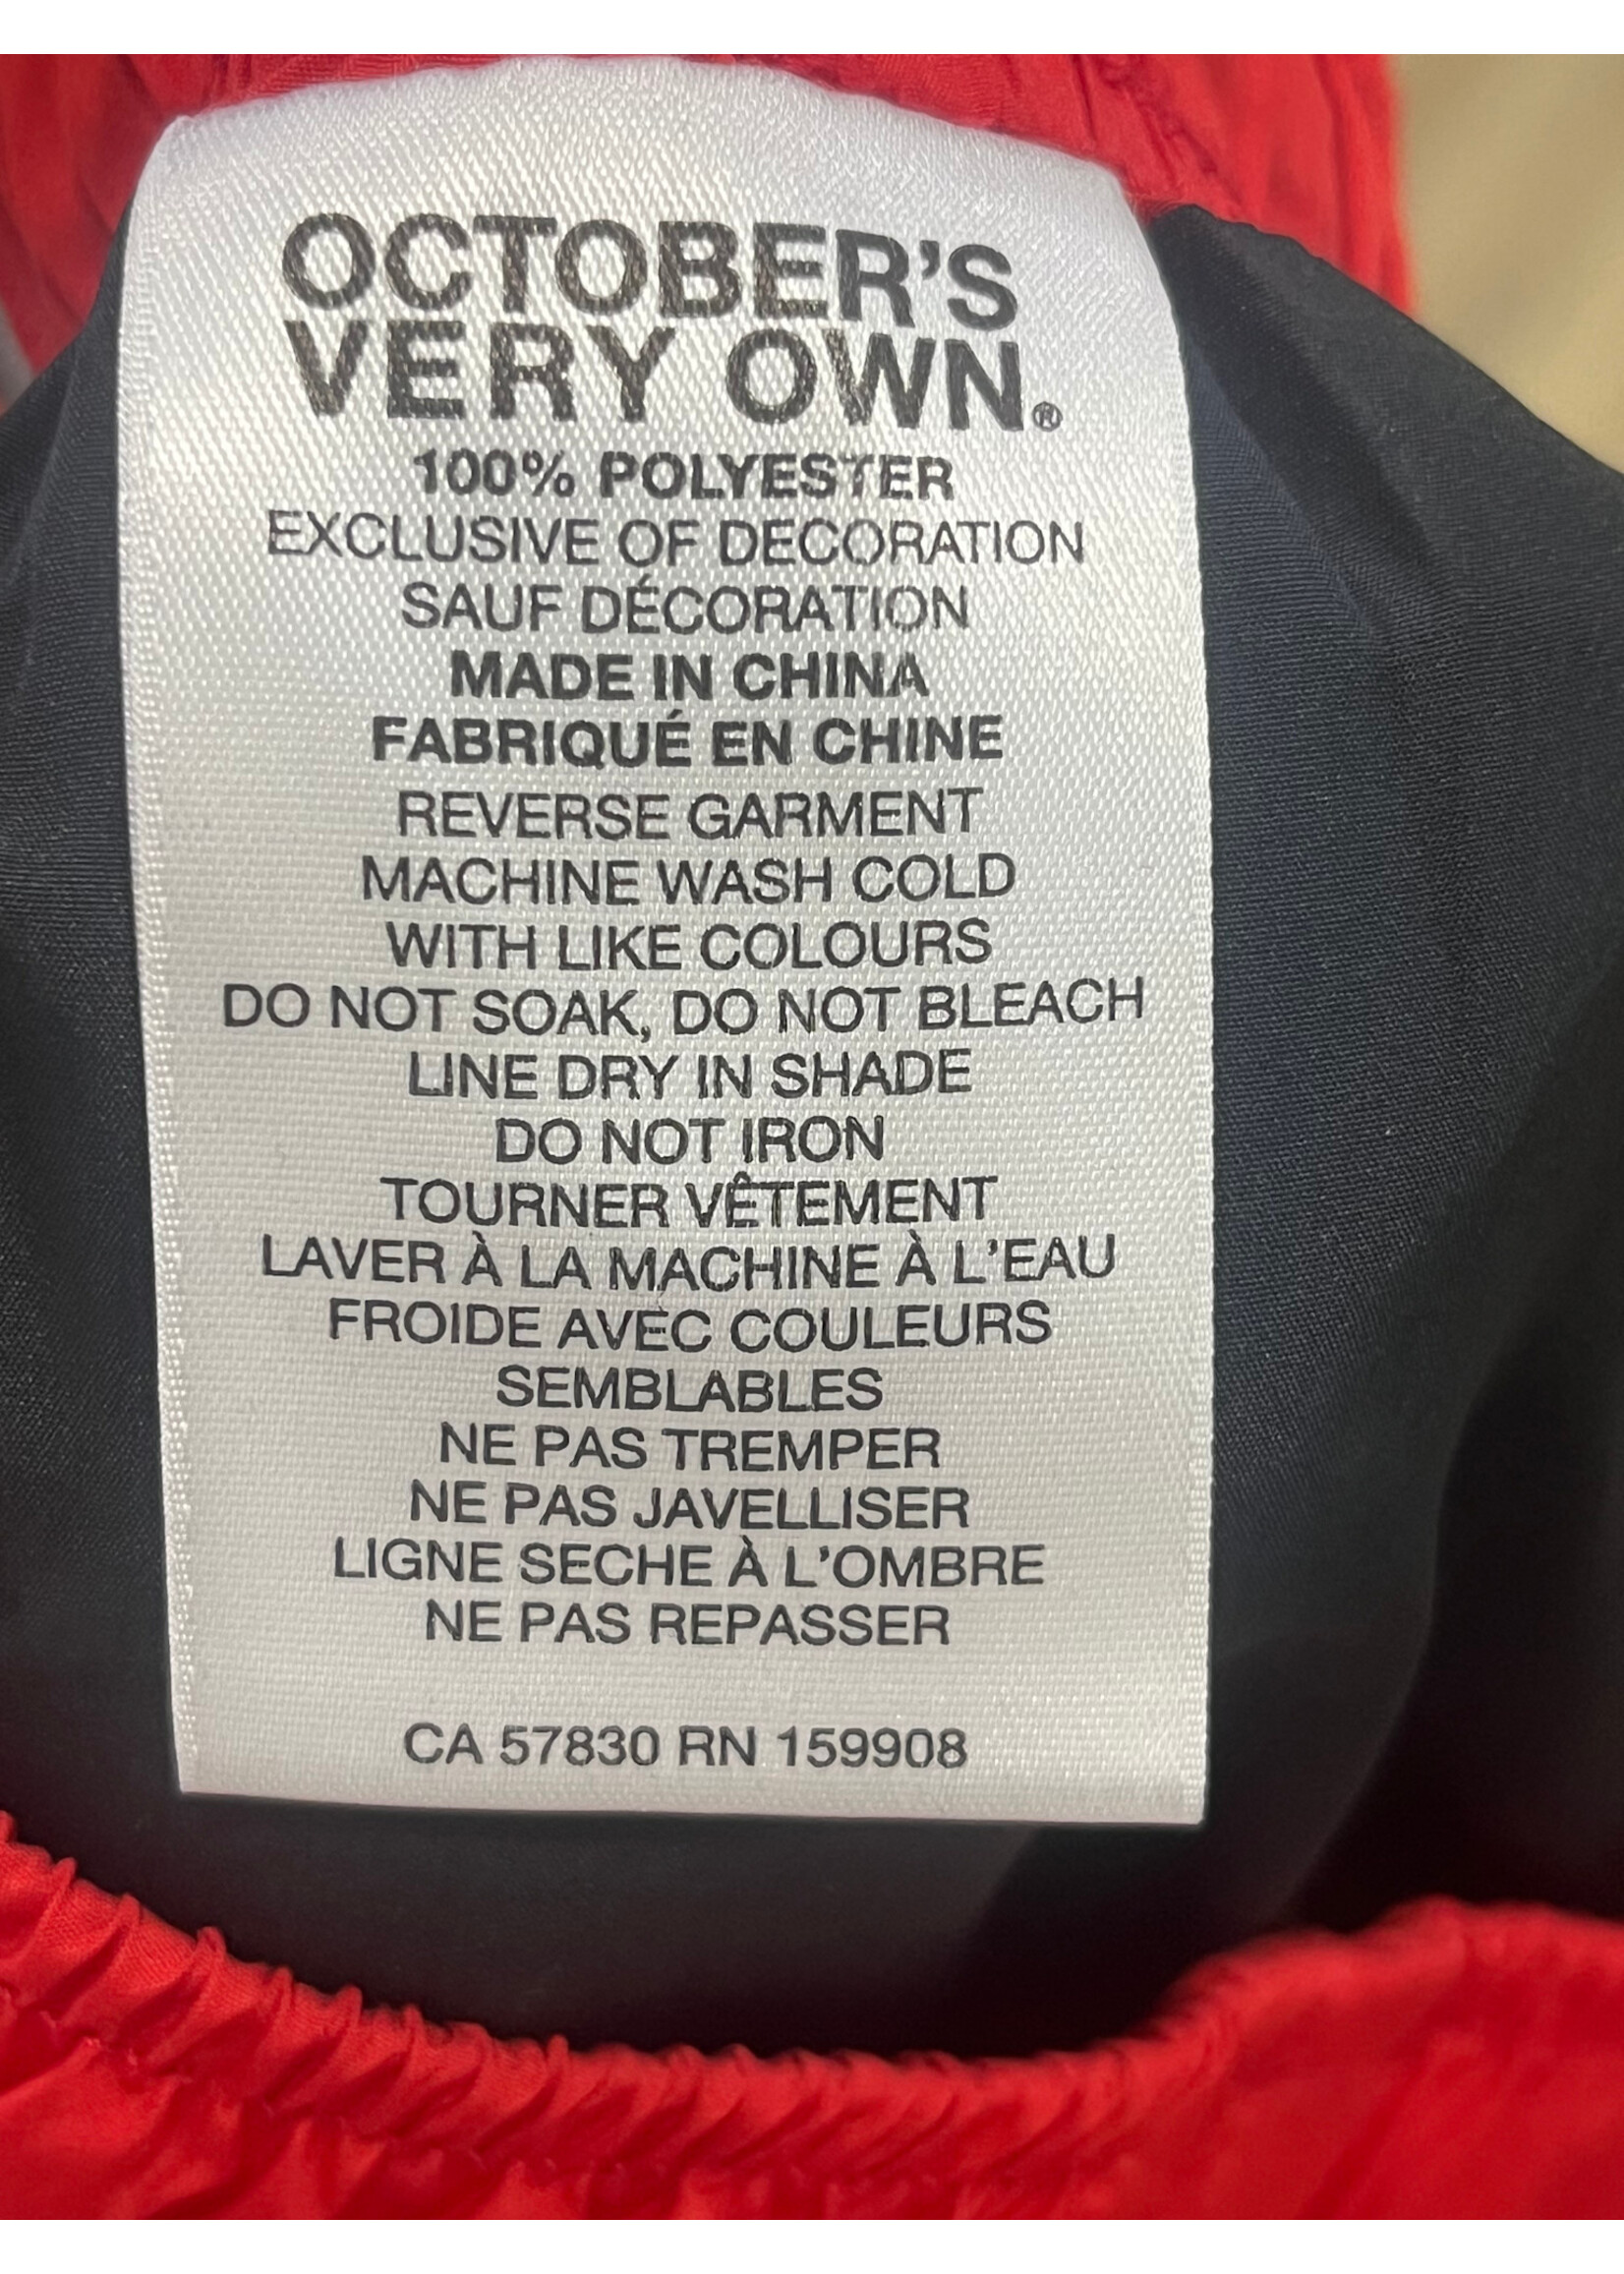 OCTOBER'S
VERY OWN.®
100% POLYESTER
EXCLUSIVE OF DECORATION
SAUF DÉCORATION
MADE IN CHINA
FABRIQUÉ EN CHINE
REVERSE GARMENT
MACHINE WASH COLD
WITH LIKE COLOURS
DO NOT SOAK, DO NOT BLEACH
LINE DRY IN SHADE
DO NOT IRON
TOURNER VÊTEMENT
LAVER À LA MACHINE À L'EAU
FROIDE AVEC COULEURS
SEMBLABLES
NE PAS TREMPER
NE PAS JAVELLISER
LIGNE SECHE À L'OMBRE
NE PAS REPASSER
CA 57830 RN 159908